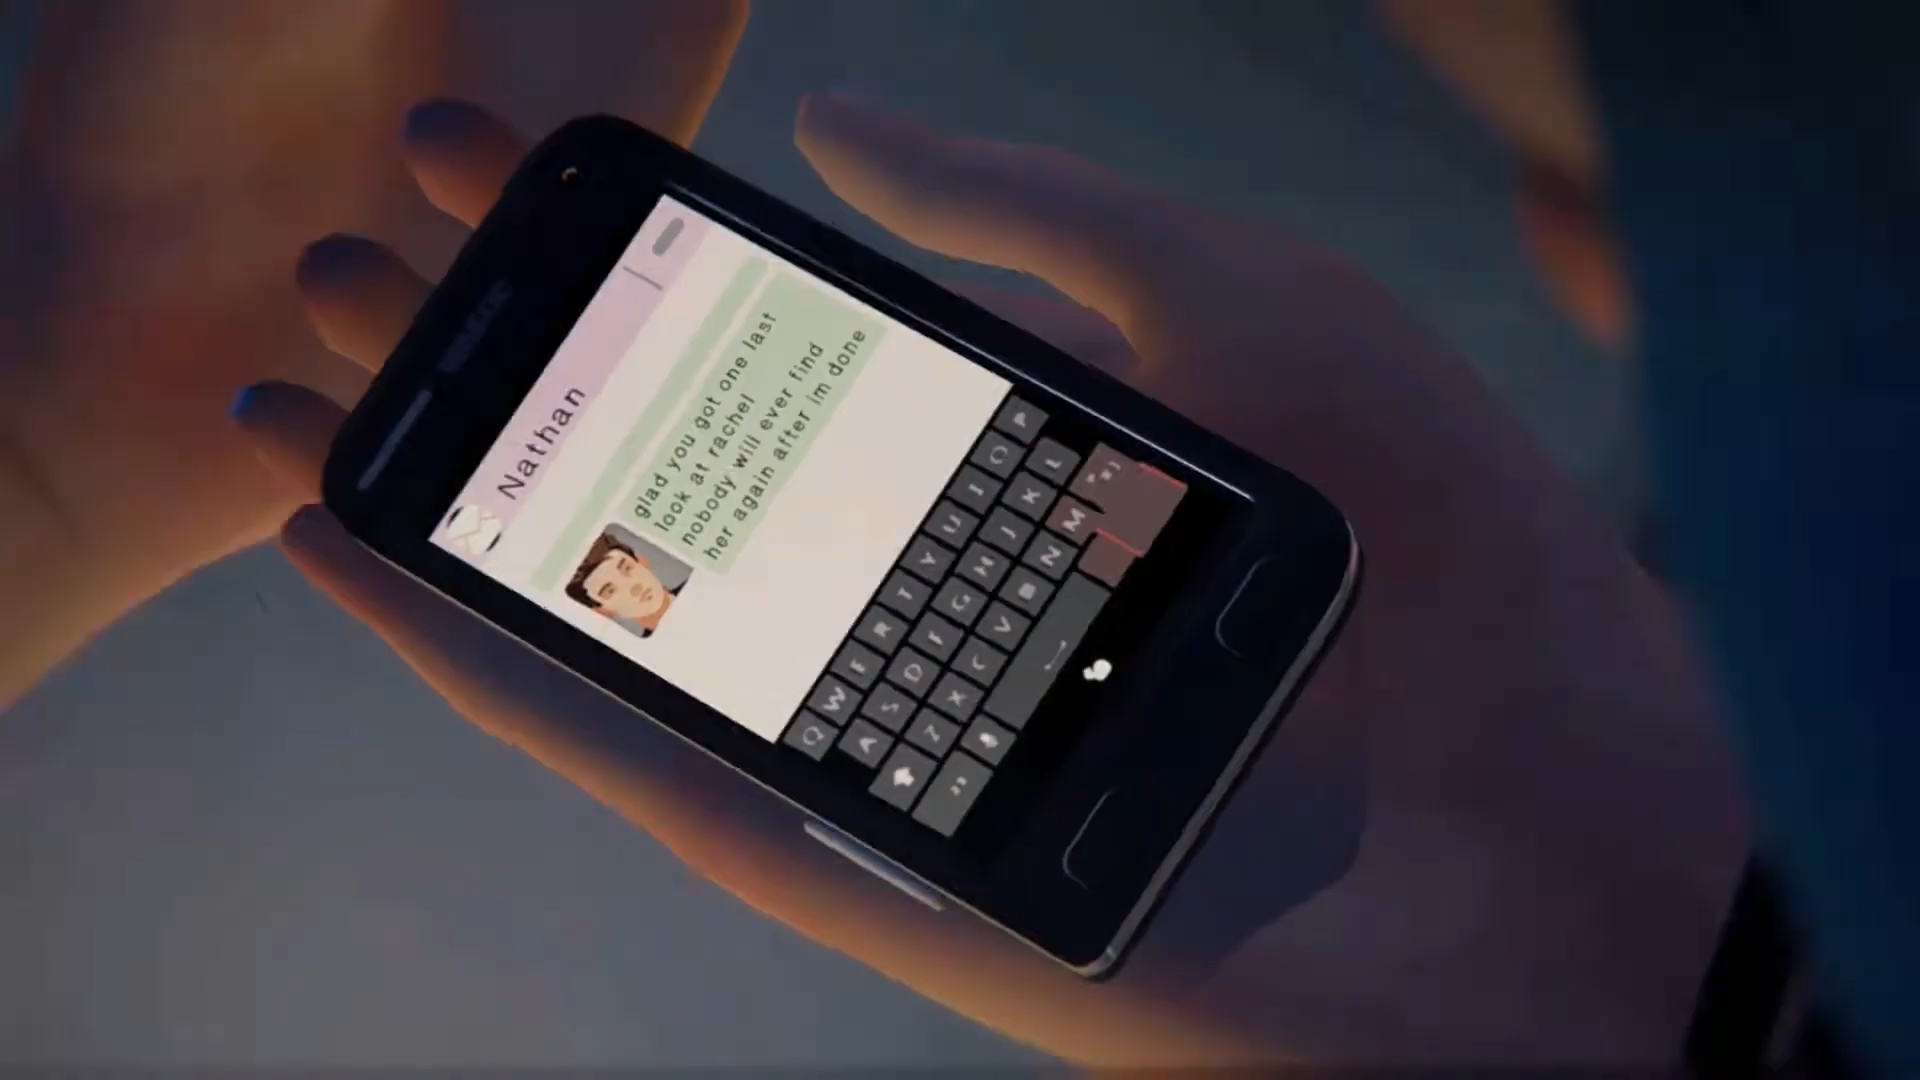 Nathan
glad you got one last
look at rachel
nobody will ever find
her again after im done
Q W E R T Y U I O P
A S D F G H J K L
Z X C V B N M